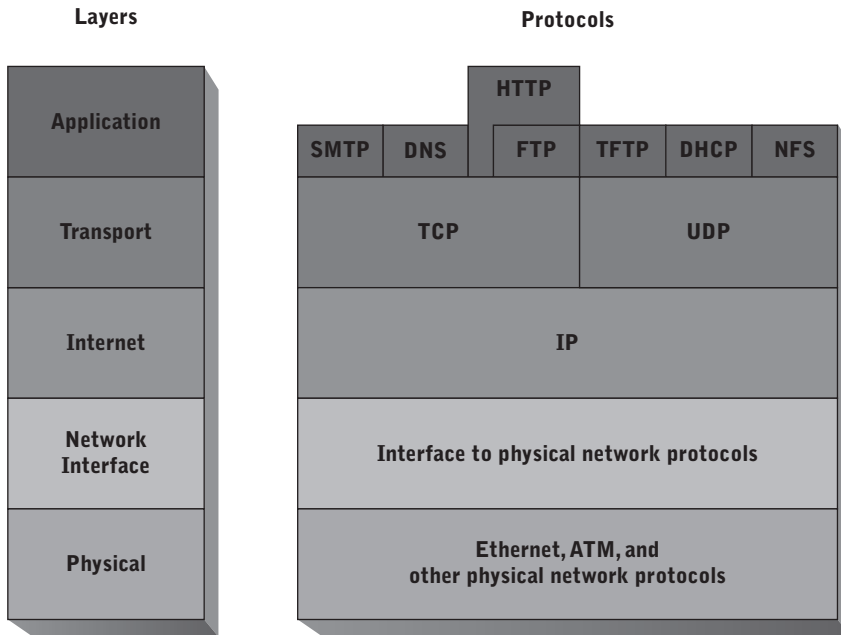 Layers
Protocols
Application
HTTP
SMTP
DNS
FTP
TFTP
DHCP
NFS
Transport
TCP
UDP
Internet
IP
Network
Interface
Interface to physical network protocols
Physical
Ethernet, ATM, and
other physical network protocols